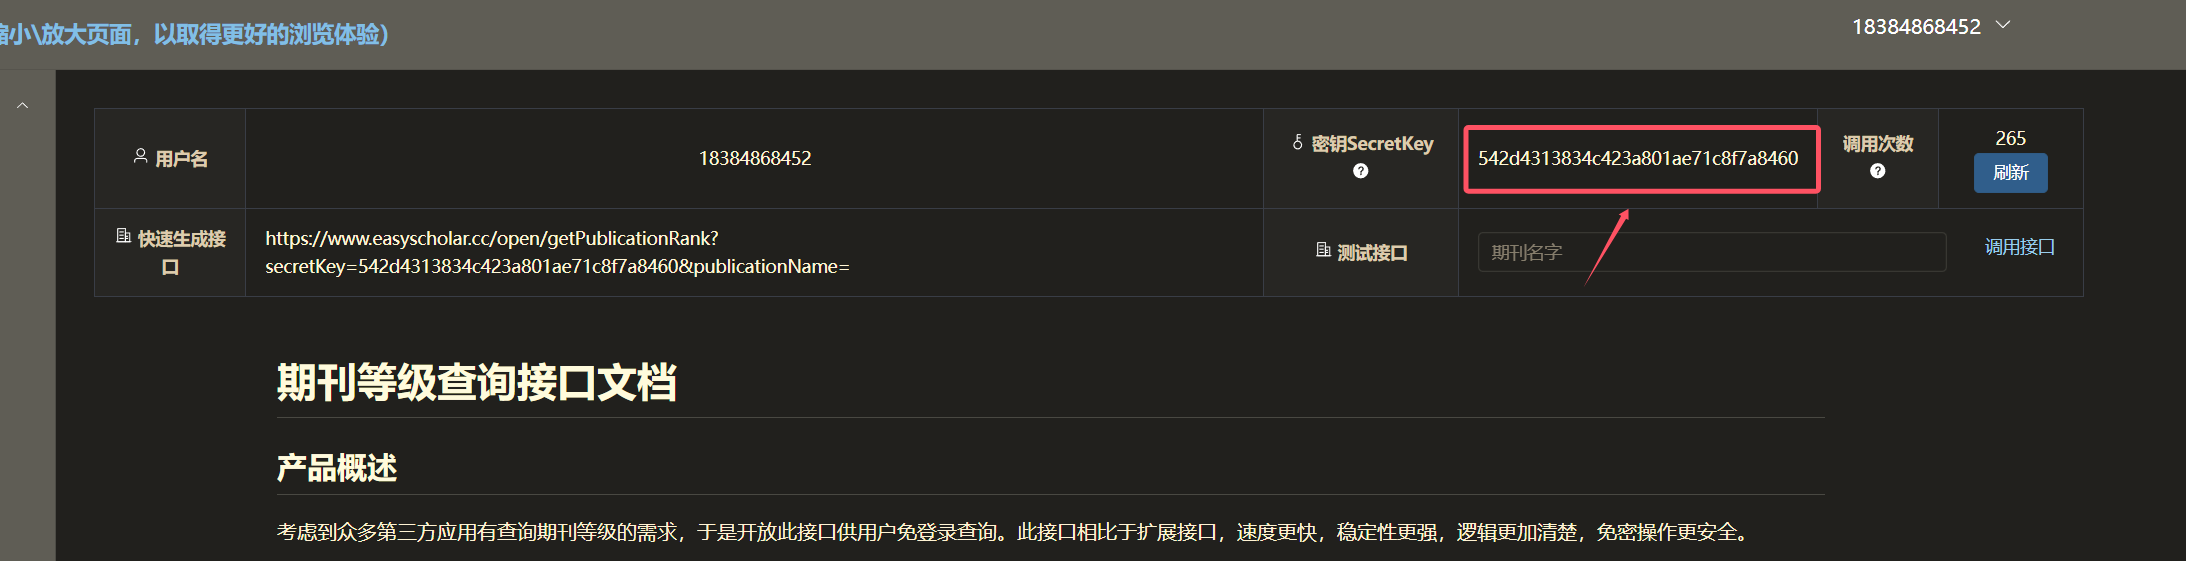 缩小\放大页面，以取得更好的浏览体验）
18384868452
用户名
18384868452
密钥SecretKey
542d4313834c423a801ae71c8f7a8460
调用次数
265
刷新
快速生成接
口
https://www.easyscholar.cc/open/getPublicationRank?
secretKey=542d4313834c423a801ae71c8f7a8460&publicationName=
测试接口
期刊名字
调用接口
期刊等级查询接口文档
产品概述
考虑到众多第三方应用有查询期刊等级的需求，于是开放此接口供用户免登录查询。此接口相比于扩展接口，速度更快，稳定性更强，逻辑更加清楚，免密操作更安全。